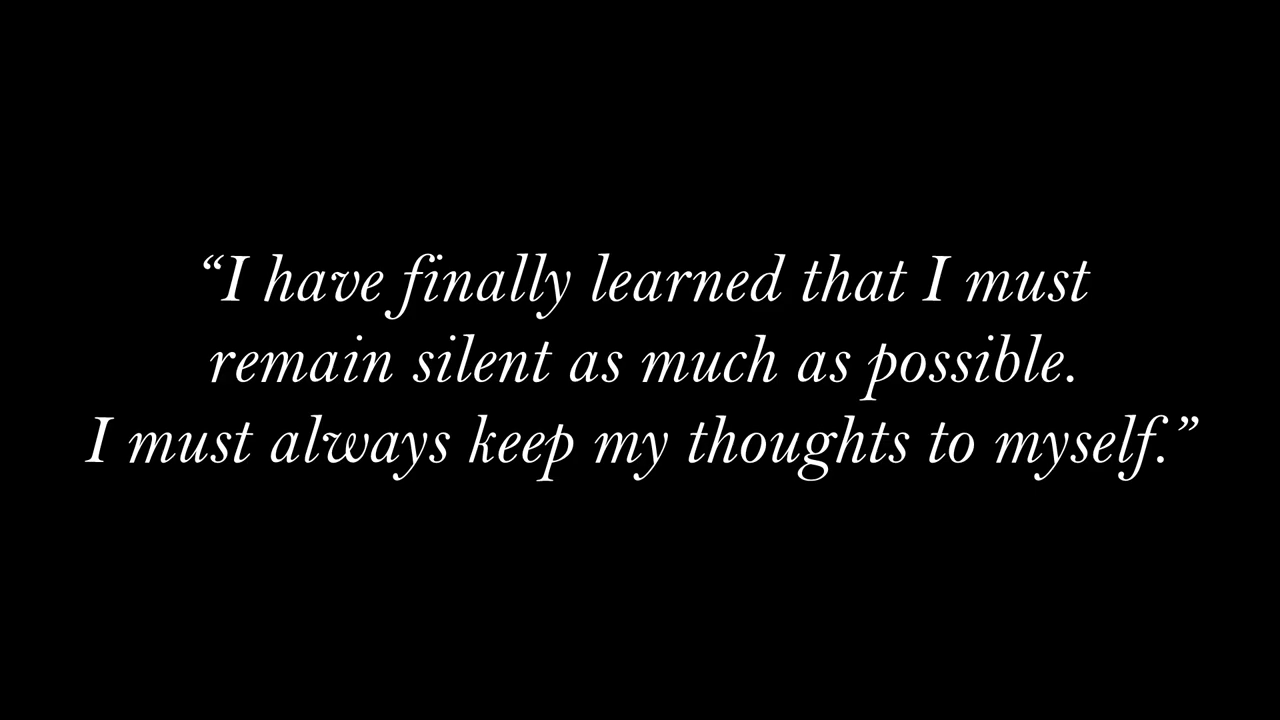 “I have finally learned that I must
remain silent as much as possible.
I must always keep my thoughts to myself.”